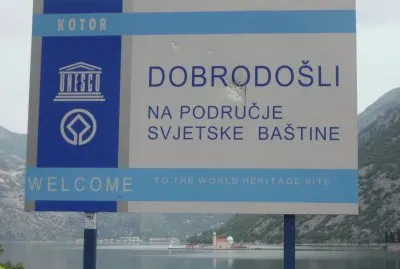 KOTOR
UNESCO
DOBRODOŠLI
NA PODRUČJE
SVJETSKE BAŠTINE
WELCOME TO THE WORLD HERITAGE SITE